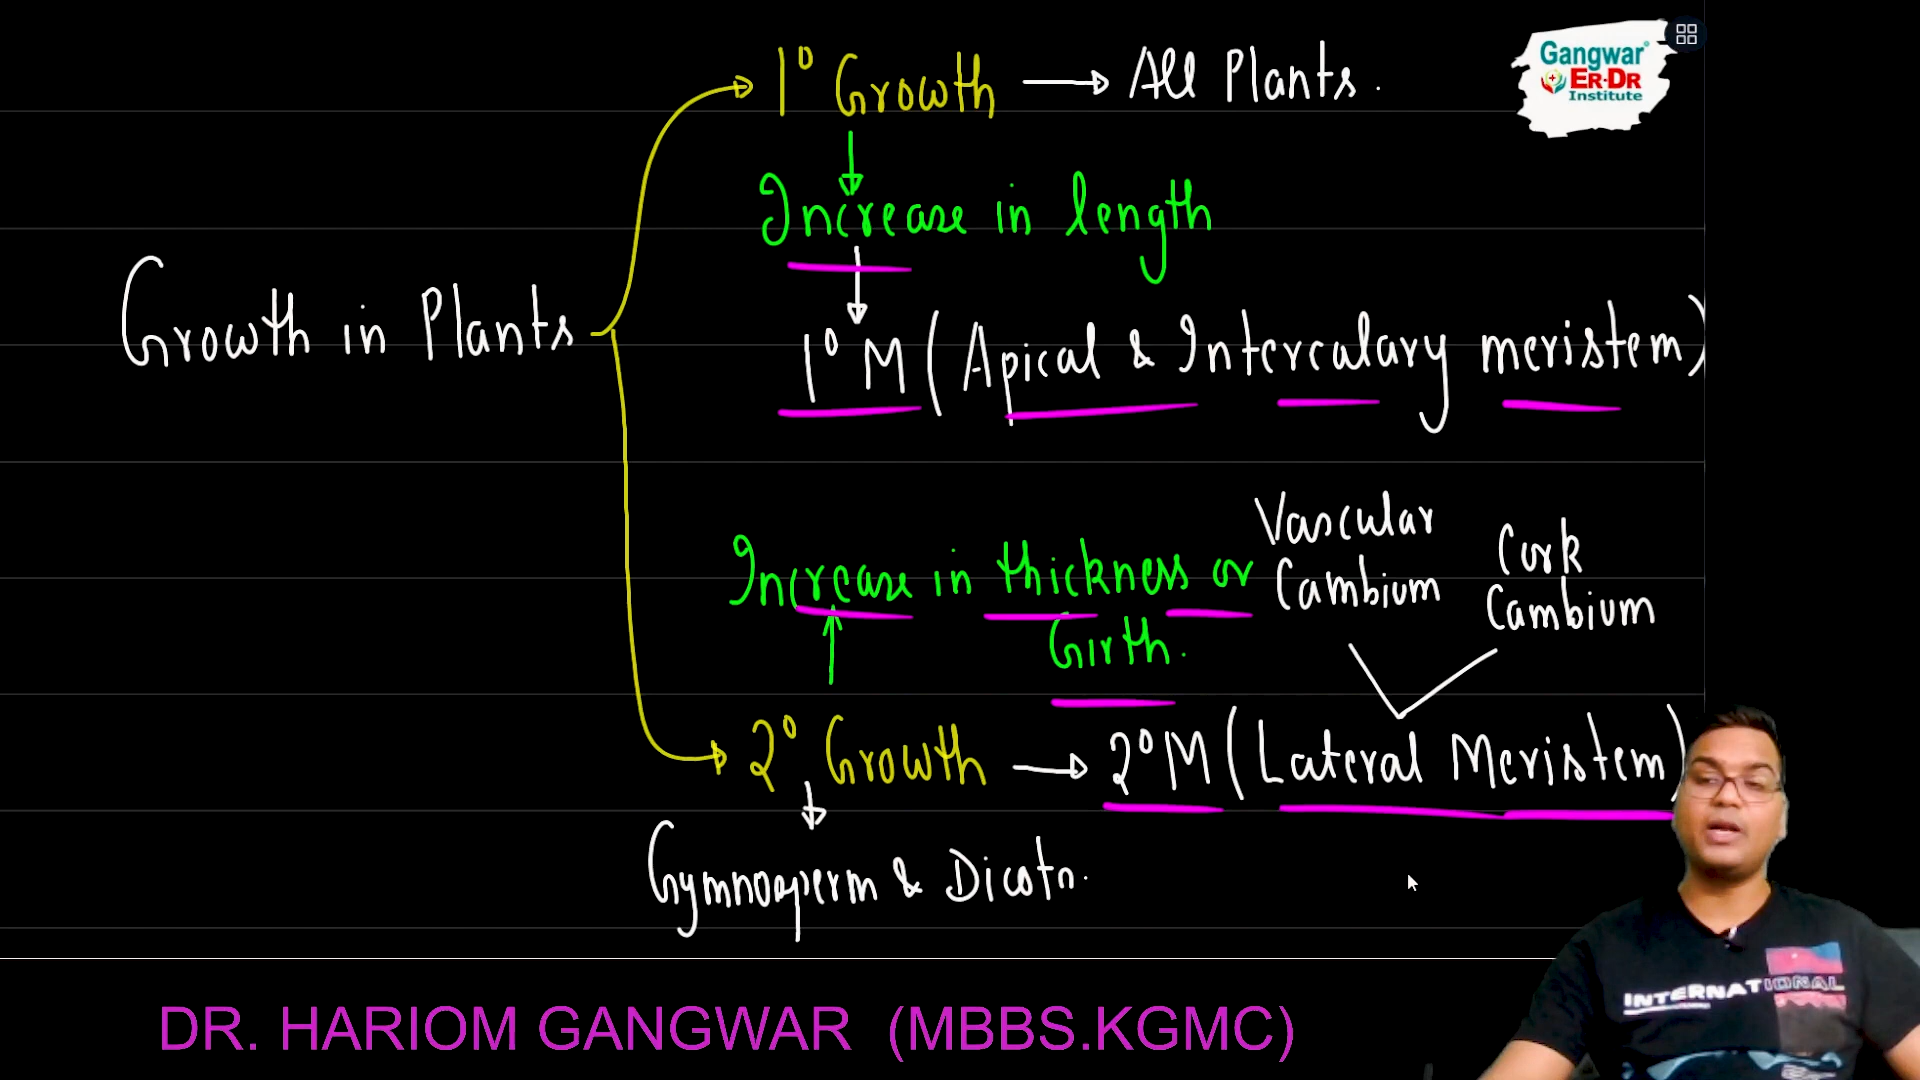 1° Growth → All Plants.
Gangwar
ER-DR
Institute
Increase in length
Growth in Plants
1° M (Apical & Intercalary meristem)
Vascular Cambium
Cork Cambium
Increase in thickness or
Girth.
2° Growth → 2° M (Lateral Meristem)
Gymnosperm & Dicots.
INTERNATIONAL
DR. HARIOM GANGWAR (MBBS.KGMC)